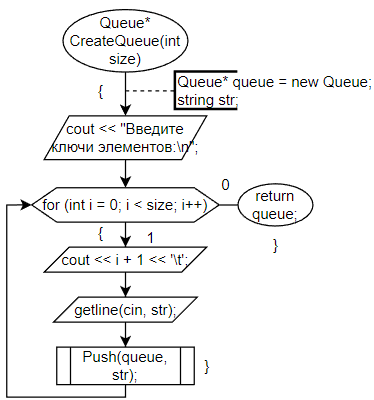 Queue*
CreateQueue(int
size)
{
Queue* queue = new Queue;
string str;
cout << "Введите
ключи элементов:\n";
for (int i = 0; i < size; i++)
0
return
queue;
}
{
1
cout << i + 1 << '\t';
getline(cin, str);
Push(queue,
str);
}